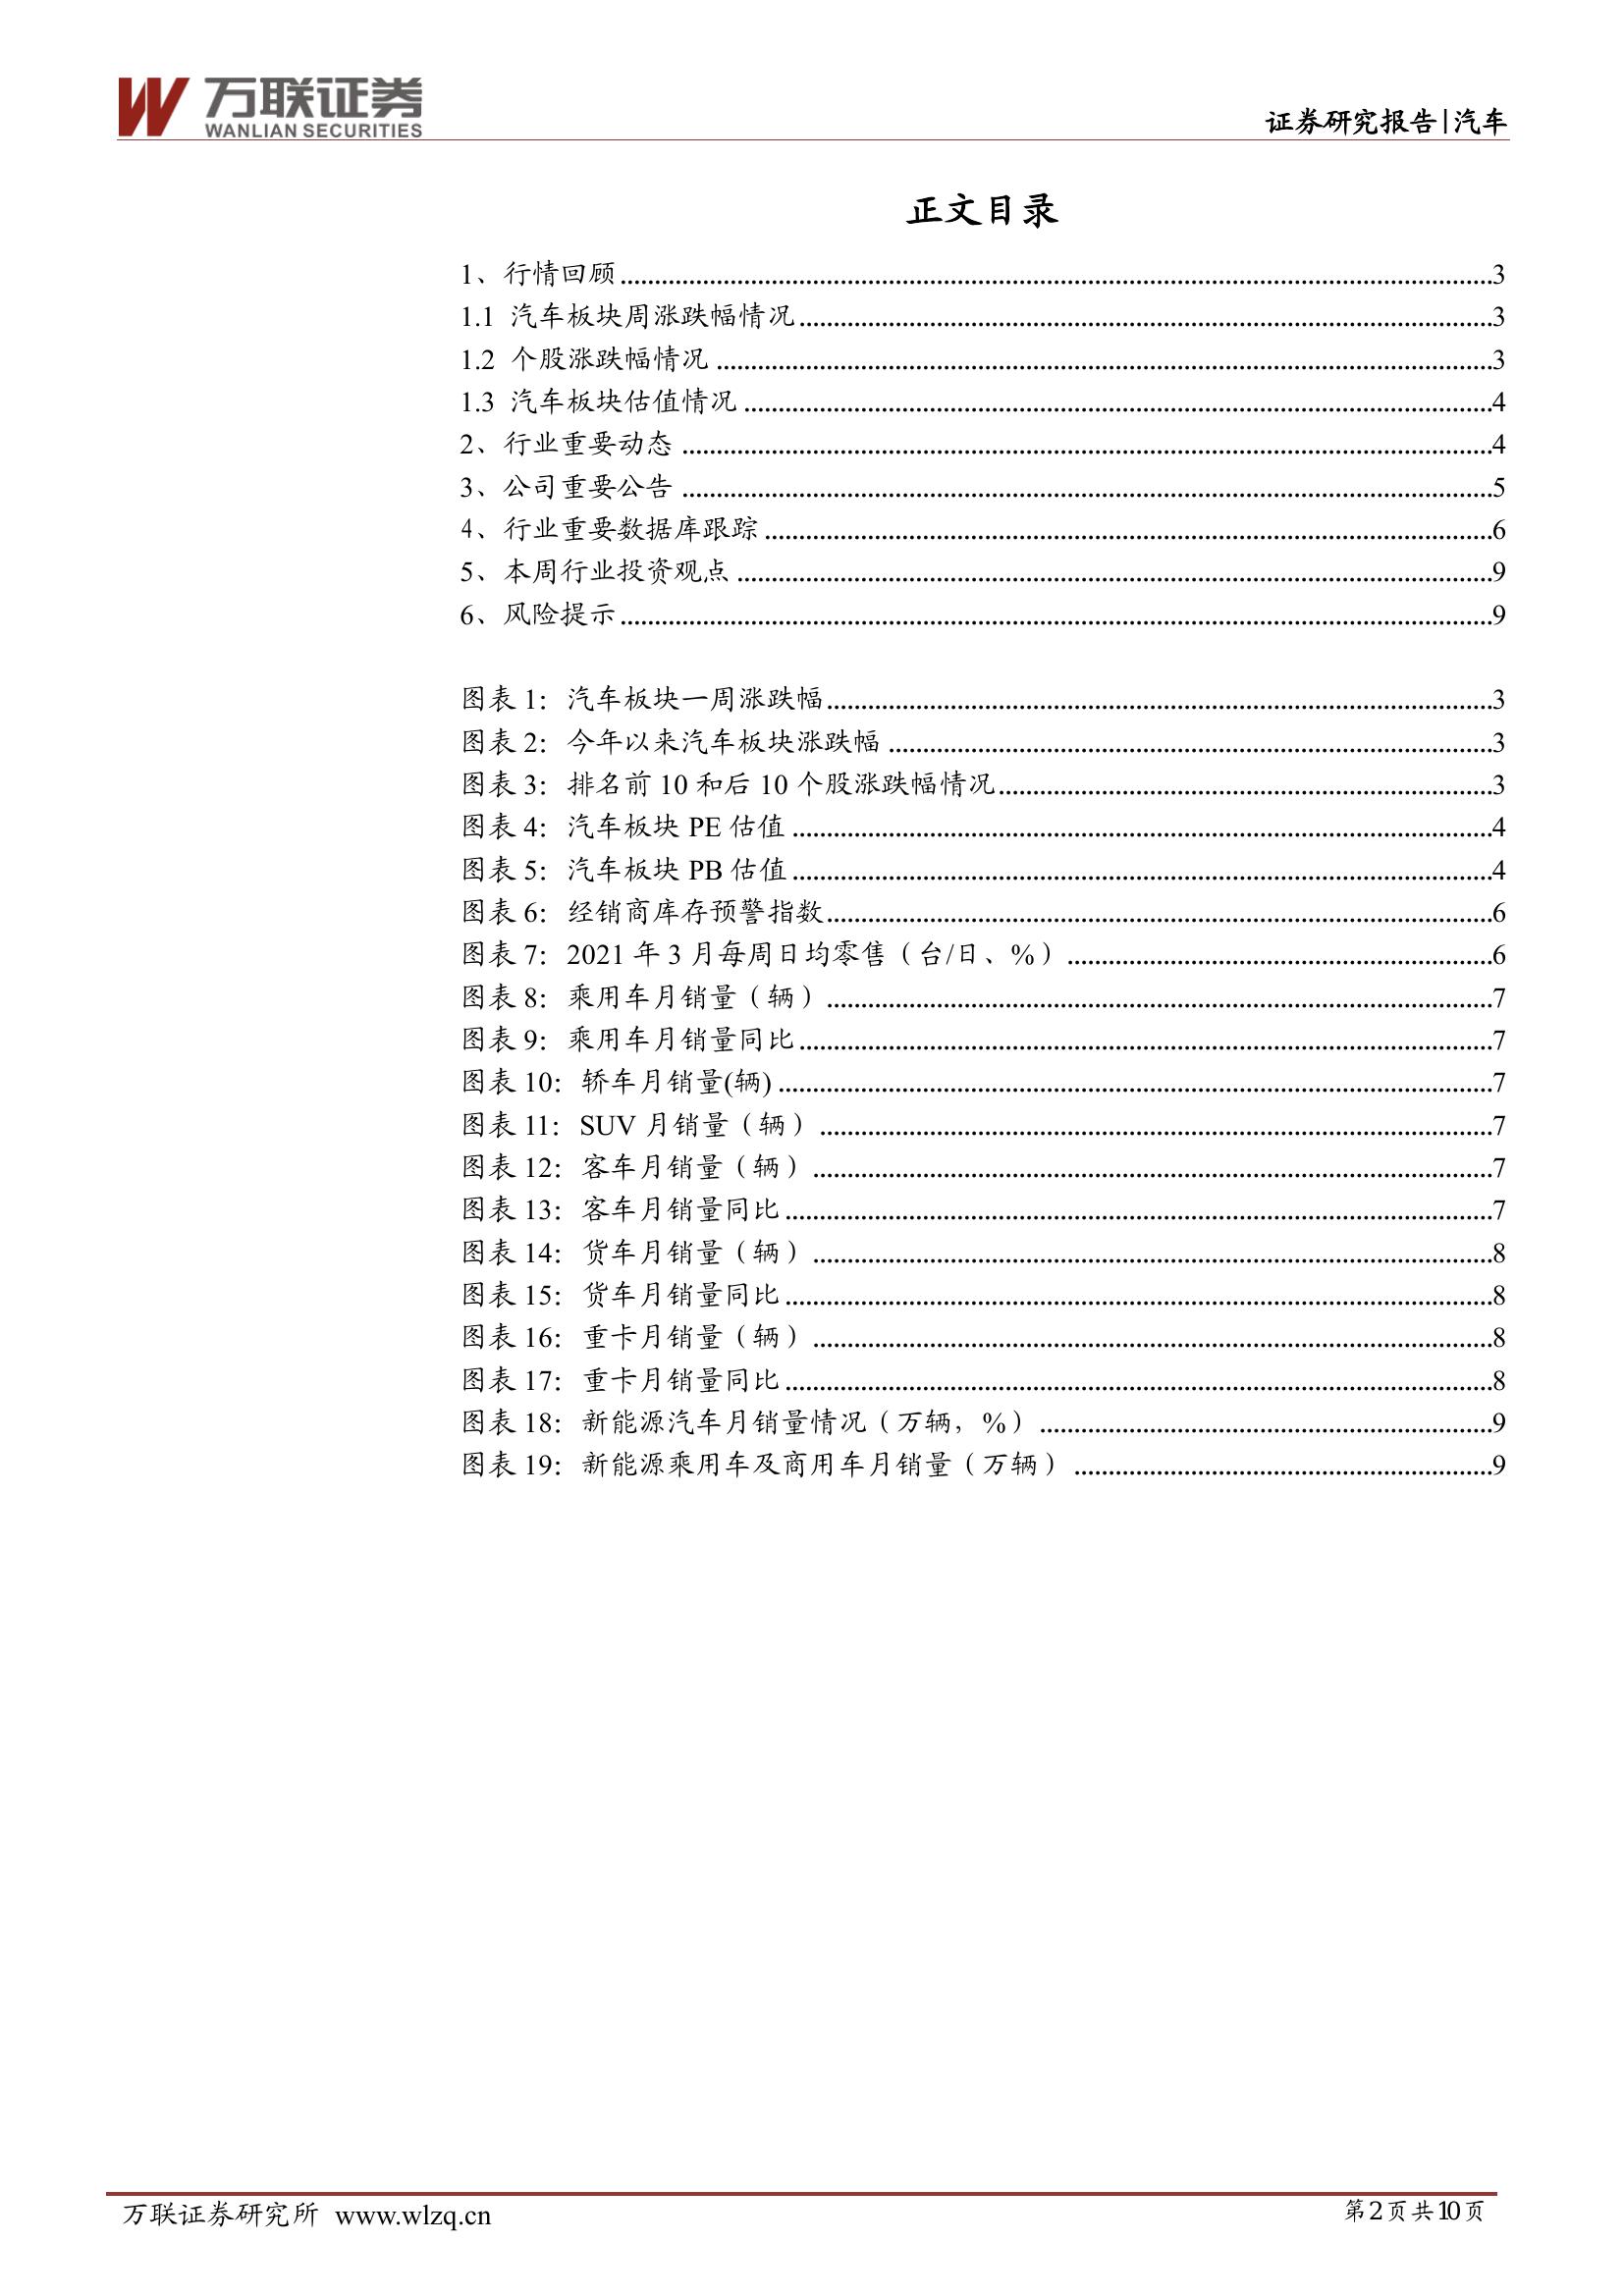 万联证券
WANLIAN SECURITIES
证券研究报告|汽车
正文目录
1、行情回顾........3
1.1 汽车板块周涨跌幅情况........3
1.2 个股涨跌幅情况........3
1.3 汽车板块估值情况........4
2、行业重要动态........4
3、公司重要公告........5
4、行业重要数据库跟踪........6
5、本周行业投资观点........9
6、风险提示........9
图表 1：汽车板块一周涨跌幅........3
图表 2：今年以来汽车板块涨跌幅........3
图表 3：排名前 10 和后 10 个股涨跌幅情况........3
图表 4：汽车板块 PE 估值........4
图表 5：汽车板块 PB 估值........4
图表 6：经销商库存预警指数........6
图表 7：2021 年 3 月每周日均零售（台/日、%）........6
图表 8：乘用车月销量（辆）........7
图表 9：乘用车月销量同比........7
图表 10：轿车月销量(辆)........7
图表 11：SUV 月销量（辆）........7
图表 12：客车月销量（辆）........7
图表 13：客车月销量同比........7
图表 14：货车月销量（辆）........8
图表 15：货车月销量同比........8
图表 16：重卡月销量（辆）........8
图表 17：重卡月销量同比........8
图表 18：新能源汽车月销量情况（万辆，%）........9
图表 19：新能源乘用车及商用车月销量（万辆）........9
万联证券研究所 www.wlzq.cn
第2页共10页